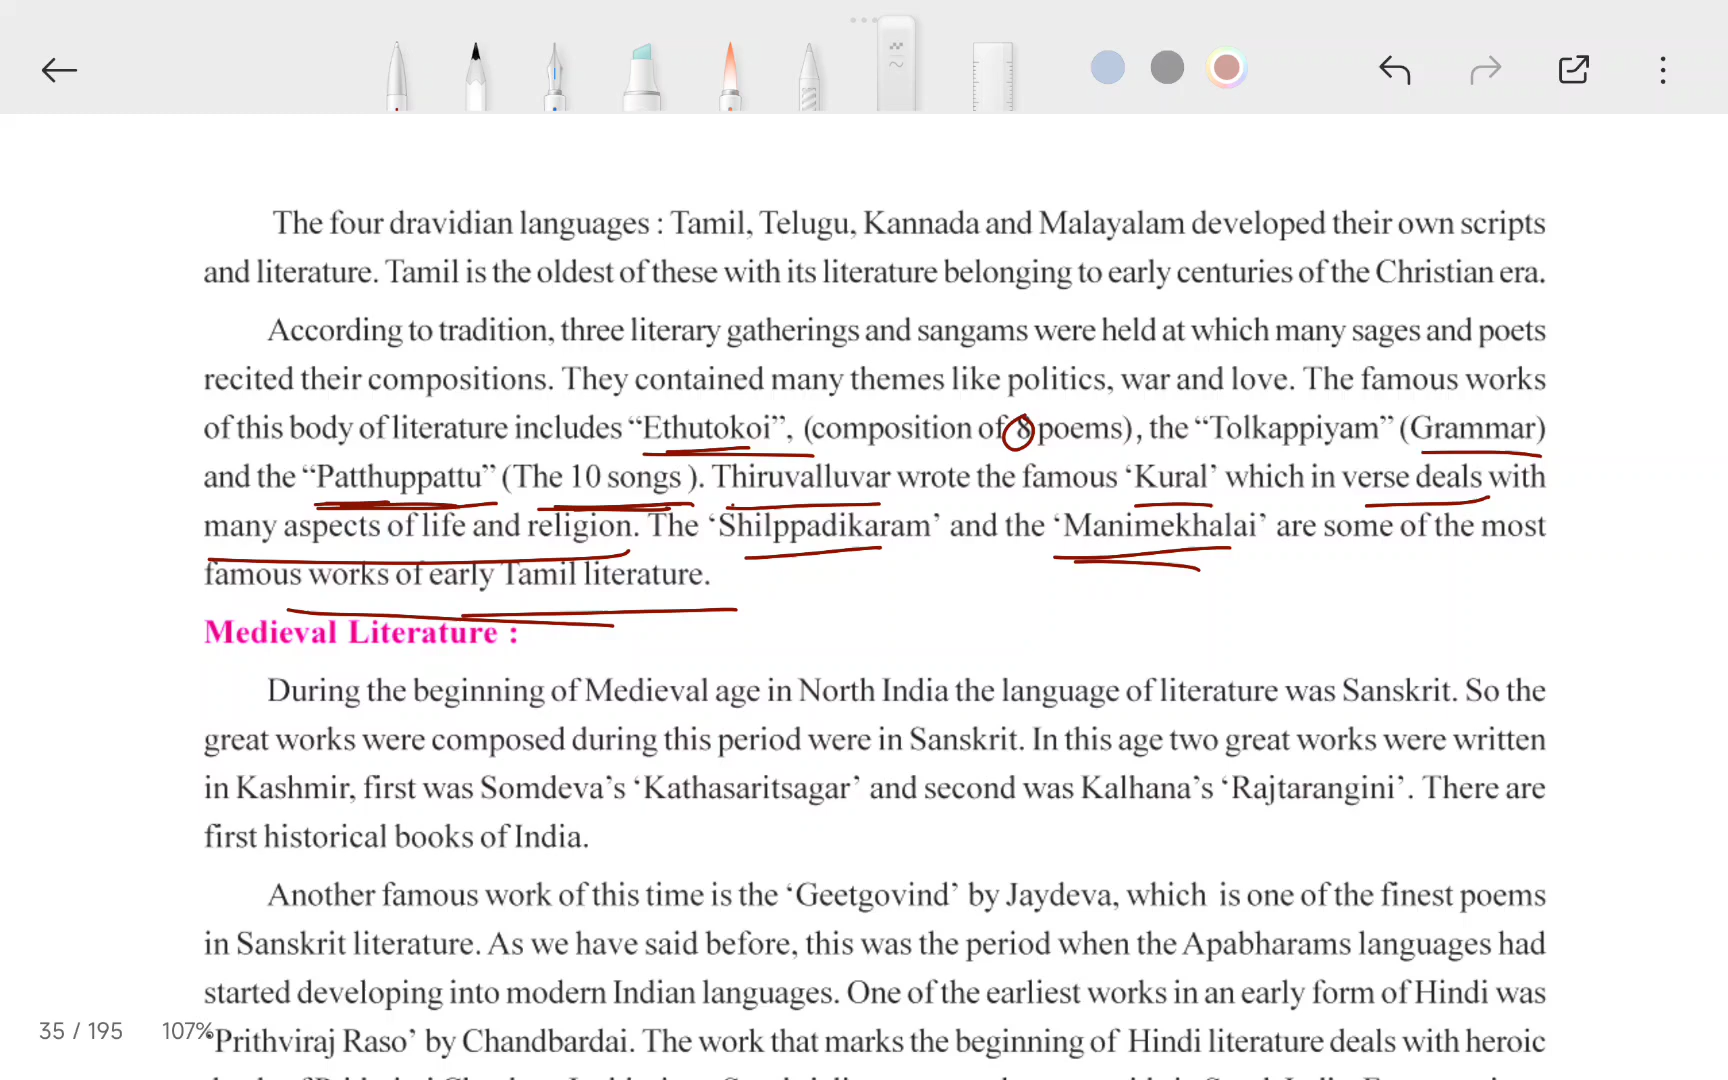 The four dravidian languages : Tamil, Telugu, Kannada and Malayalam developed their own scripts
and literature. Tamil is the oldest of these with its literature belonging to early centuries of the Christian era.
According to tradition, three literary gatherings and sangams were held at which many sages and poets
recited their compositions. They contained many themes like politics, war and love. The famous works
of this body of literature includes “Ethutokoi”, (composition of 8 poems), the “Tolkappiyam” (Grammar)
and the “Patthuppattu” (The 10 songs ). Thiruvalluvar wrote the famous ‘Kural’ which in verse deals with
many aspects of life and religion. The ‘Shilppadikaram’ and the ‘Manimekhalai’ are some of the most
famous works of early Tamil literature.
Medieval Literature :
During the beginning of Medieval age in North India the language of literature was Sanskrit. So the
great works were composed during this period were in Sanskrit. In this age two great works were written
in Kashmir, first was Somdeva’s ‘Kathasaritsagar’ and second was Kalhana’s ‘Rajtarangini’. There are
first historical books of India.
Another famous work of this time is the ‘Geetgovind’ by Jaydeva, which is one of the finest poems
in Sanskrit literature. As we have said before, this was the period when the Apabharams languages had
started developing into modern Indian languages. One of the earliest works in an early form of Hindi was
‘Prithviraj Raso’ by Chandbardai. The work that marks the beginning of Hindi literature deals with heroic
35 / 195 107%